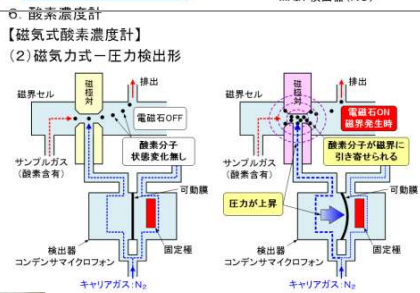 6. 酸素濃度計
【磁気式酸素濃度計】
(2)磁気力式－圧力検出形
磁界セル
磁極対
排出
電磁石OFF
酸素分子
状態変化無し
サンプルガス
(酸素含有)
可動膜
検出器
コンデンサマイクロフォン
固定極
キャリアガス:N₂
磁界セル
磁極対
排出
電磁石ON
磁界発生時
酸素分子が磁界に
引き寄せられる
サンプルガス
(酸素含有)
圧力が上昇
可動膜
検出器
コンデンサマイクロフォン
固定極
キャリアガス:N₂